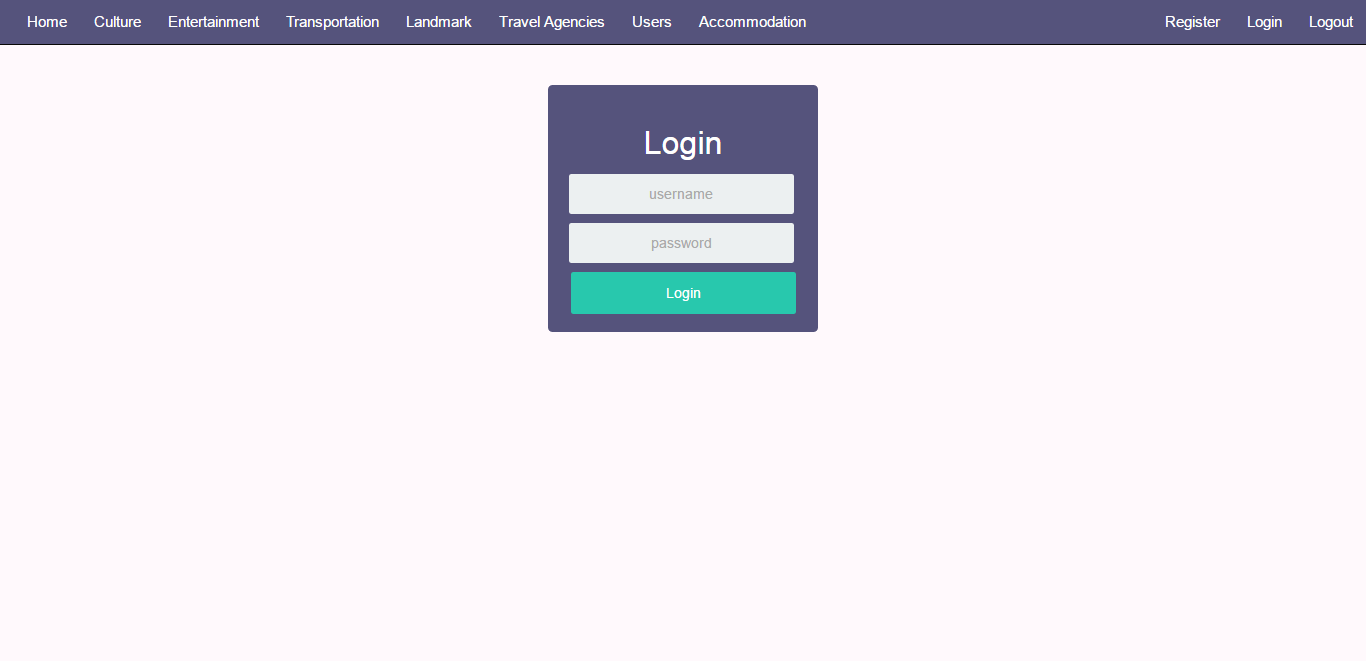 Home Culture Entertainment Transportation Landmark Travel Agencies Users Accommodation Register Login Logout
Login
username
password
Login